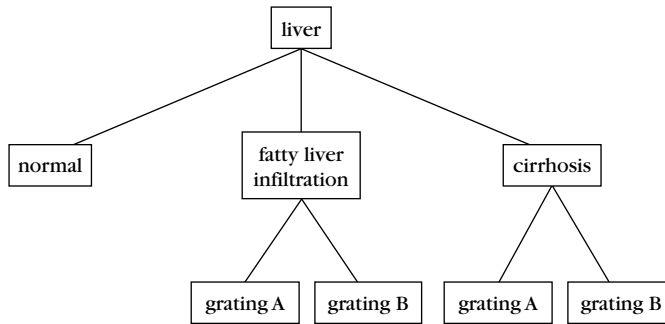 liver
normal
fatty liver
infiltration
cirrhosis
grating A
grating B
grating A
grating B